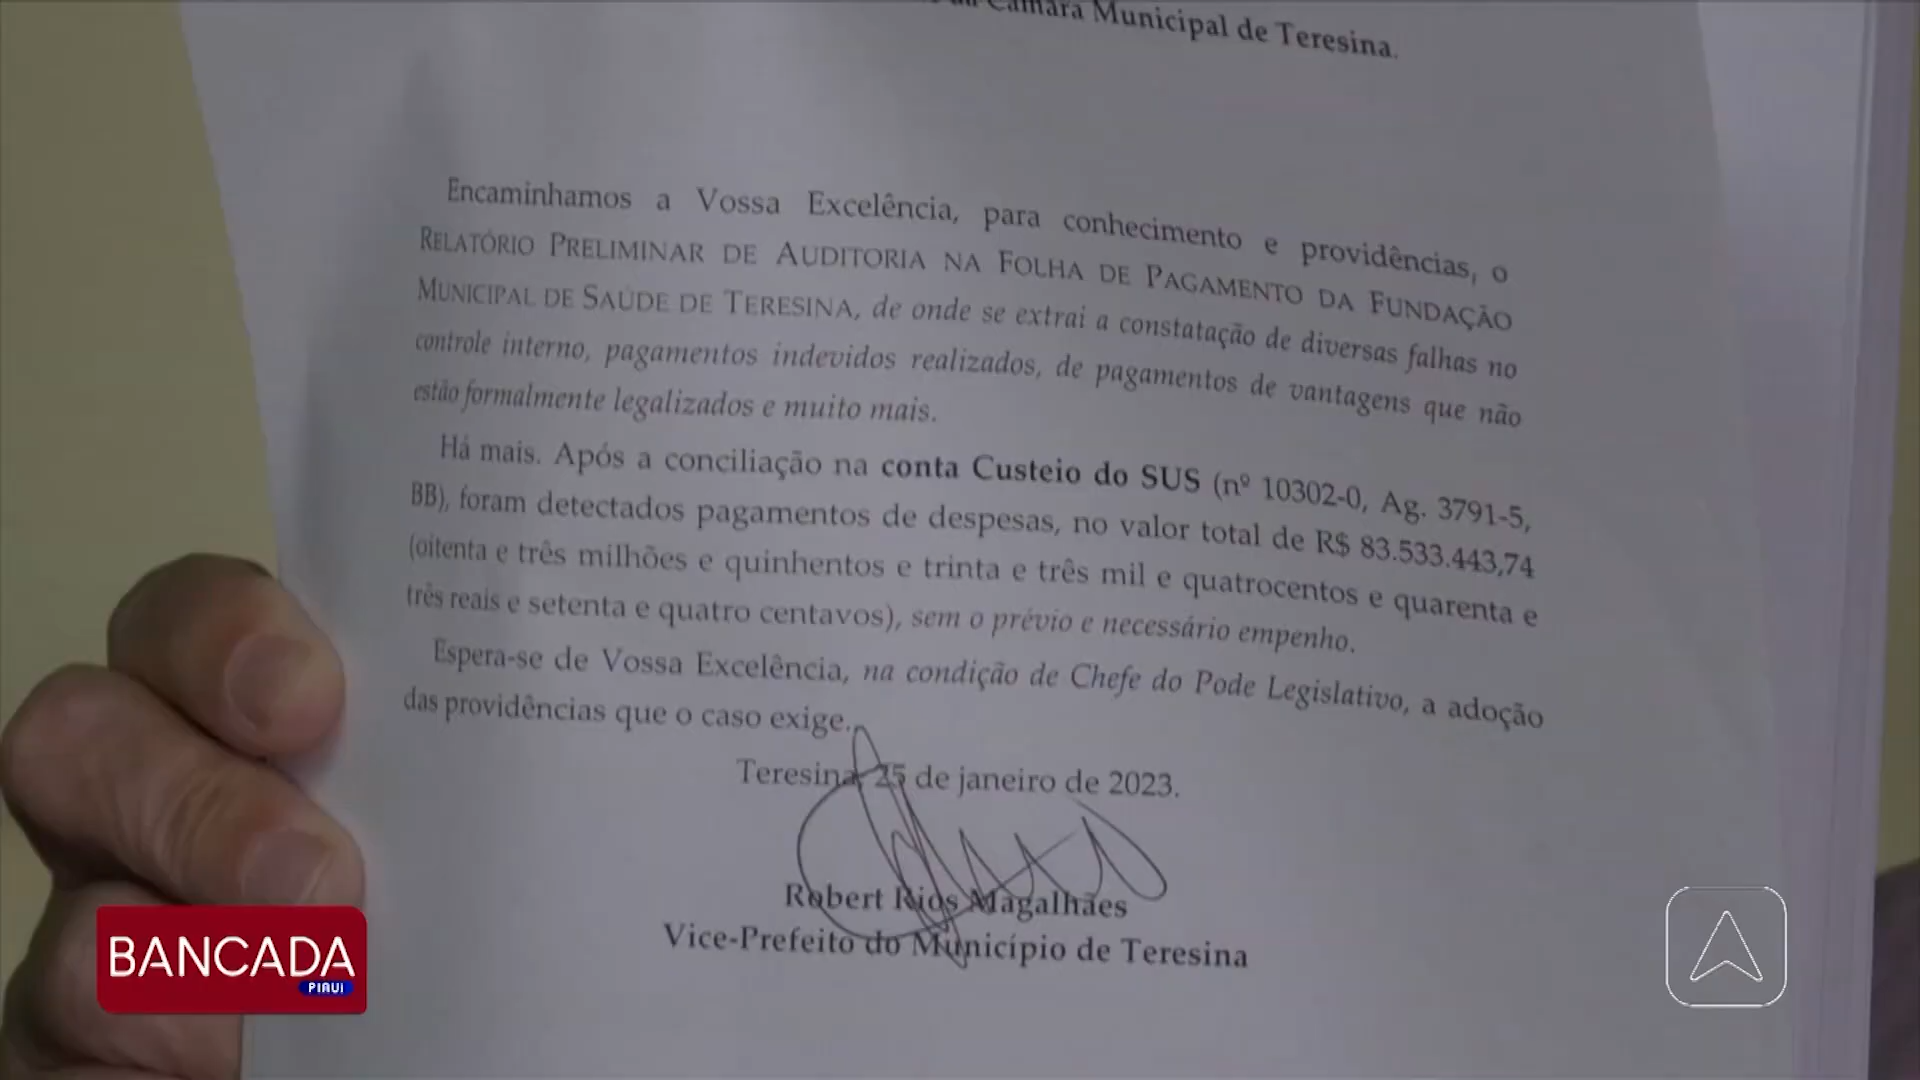 Câmara Municipal de Teresina.
Encaminhamos a Vossa Excelência, para conhecimento e providências, o
RELATÓRIO PRELIMINAR DE AUDITORIA NA FOLHA DE PAGAMENTO DA FUNDAÇÃO
MUNICIPAL DE SAÚDE DE TERESINA, de onde se extrai a constatação de diversas falhas no
controle interno, pagamentos indevidos realizados, de pagamentos de vantagens que não
estão formalmente legalizados e muito mais.
Há mais. Após a conciliação na conta Custeio do SUS (nº 10302-0, Ag. 3791-5,
BB), foram detectados pagamentos de despesas, no valor total de R$ 83.533.443,74
(oitenta e três milhões e quinhentos e trinta e três mil e quatrocentos e quarenta e
três reais e setenta e quatro centavos), sem o prévio e necessário empenho.
Espera-se de Vossa Excelência, na condição de Chefe do Pode Legislativo, a adoção
das providências que o caso exige.
Teresina, 25 de janeiro de 2023.
Robert Rios Magalhães
Vice-Prefeito do Município de Teresina
BANCADA
PIAUÍ